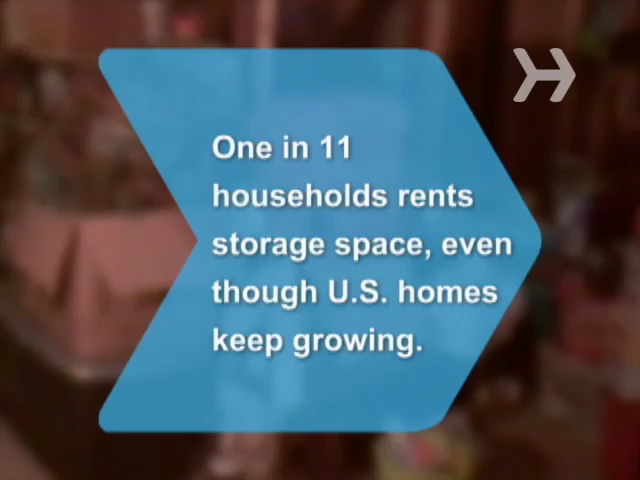 One in 11
households rents
storage space, even
though U.S. homes
keep growing.